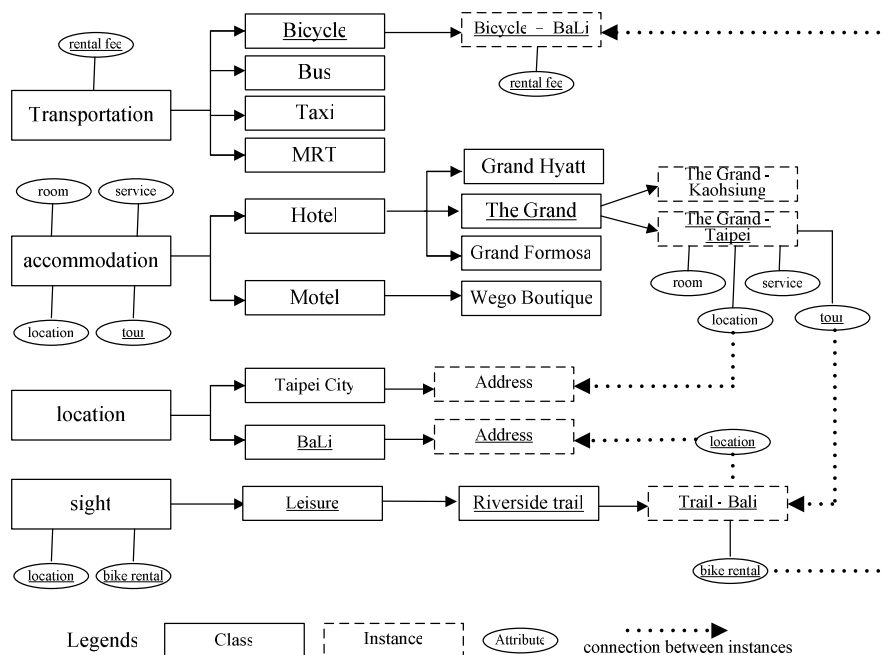 rental fee
Transportation
Bicycle
Bus
Taxi
MRT
Bicycle – BaLi
rental fee
room
service
accommodation
location
tour
Hotel
Motel
Grand Hyatt
The Grand
Grand Formosa
Wego Boutique
The Grand -
Kaohsiung
The Grand -
Taipei
room
service
location
tour
location
Taipei City
BaLi
Address
Address
location
sight
Leisure
Riverside trail
Trail - Bali
location
bike rental
bike rental
Legends
Class
Instance
Attribute
connection between instances